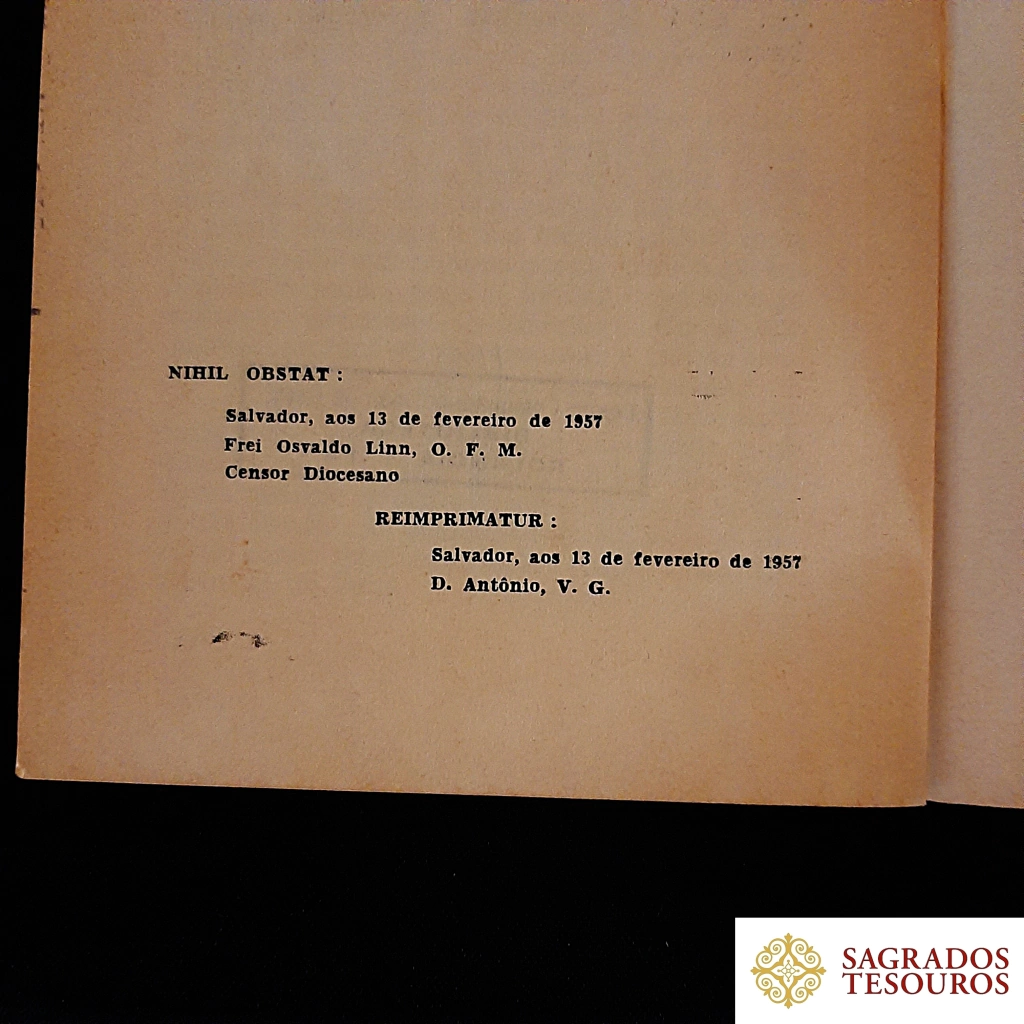 NIHIL OBSTAT :
Salvador, aos 13 de fevereiro de 1957
Frei Osvaldo Linn, O. F. M.
Censor Diocesano
REIMPRIMATUR :
Salvador, aos 13 de fevereiro de 1957
D. Antônio, V. G.
SAGRADOS
TESOUROS